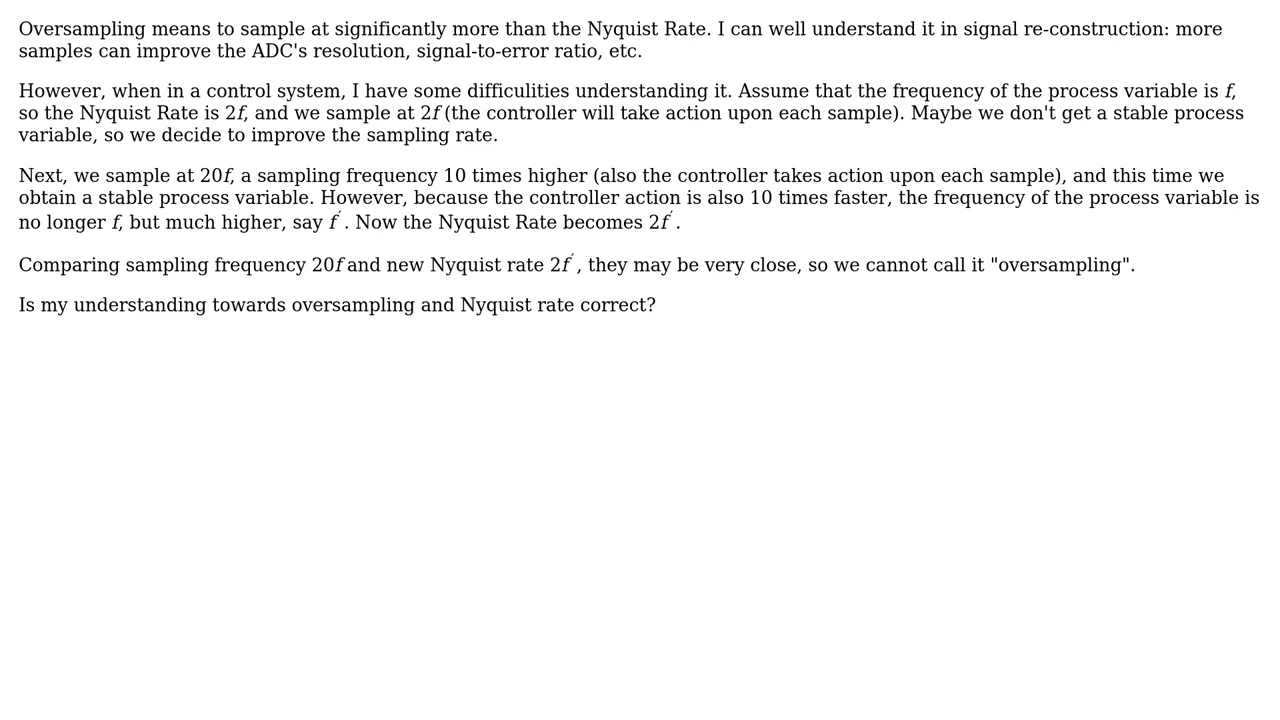 Oversampling means to sample at significantly more than the Nyquist Rate. I can well understand it in signal re-construction: more
samples can improve the ADC's resolution, signal-to-error ratio, etc.
However, when in a control system, I have some difficulities understanding it. Assume that the frequency of the process variable is f,
so the Nyquist Rate is 2f, and we sample at 2f (the controller will take action upon each sample). Maybe we don't get a stable process
variable, so we decide to improve the sampling rate.
Next, we sample at 20f, a sampling frequency 10 times higher (also the controller takes action upon each sample), and this time we
obtain a stable process variable. However, because the controller action is also 10 times faster, the frequency of the process variable is
no longer f, but much higher, say f′. Now the Nyquist Rate becomes 2f′.
Comparing sampling frequency 20f and new Nyquist rate 2f′, they may be very close, so we cannot call it "oversampling".
Is my understanding towards oversampling and Nyquist rate correct?